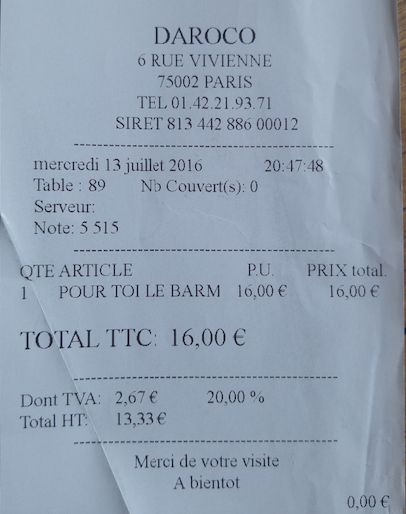 DAROCO
6 RUE VIVIENNE
75002 PARIS
TEL 01.42.21.93.71
SIRET 813 442 886 00012
mercredi 13 juillet 2016 20:47:48
Table : 89 Nb Couvert(s): 0
Serveur:
Note: 5 515
QTE ARTICLE P.U. PRIX total.
1 POUR TOI LE BARM 16,00 € 16,00 €
TOTAL TTC: 16,00 €
Dont TVA: 2,67 € 20,00 %
Total HT: 13,33 €
Merci de votre visite
A bientot
0,00 €